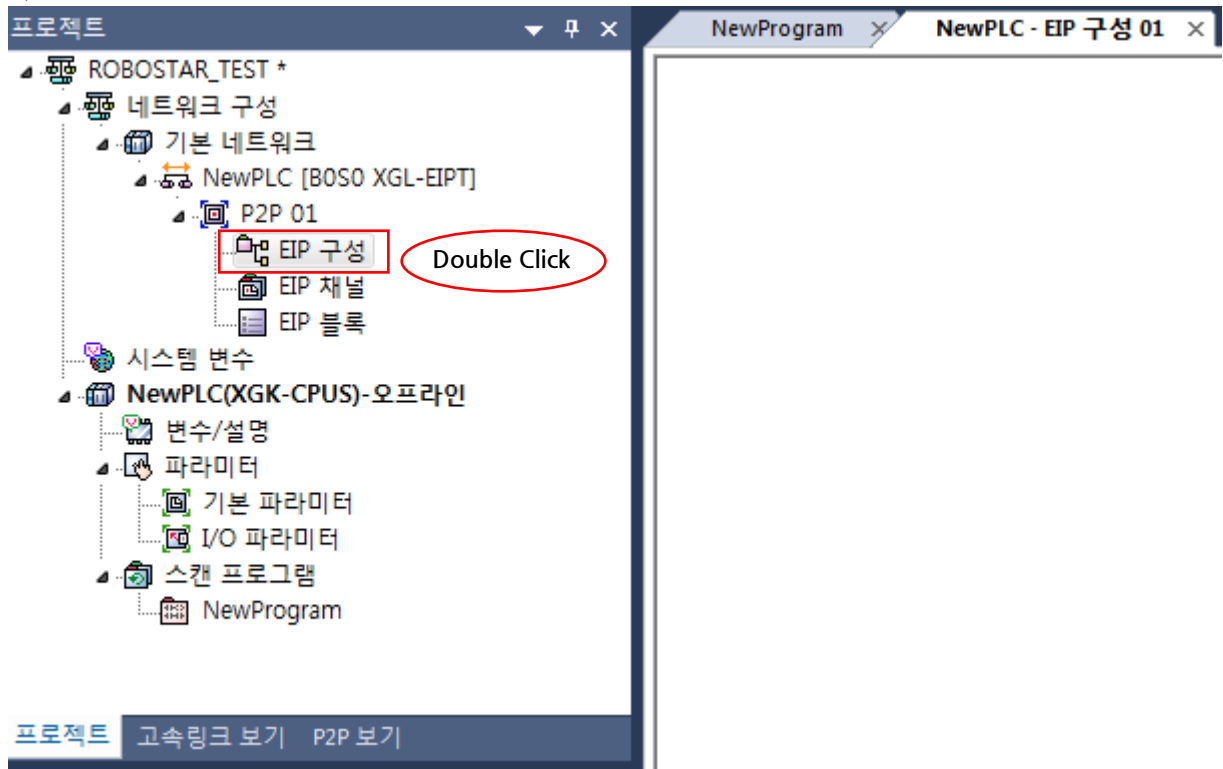 프로젝트
NewProgram
NewPLC - EIP 구성 01
ROBOSTAR_TEST *
네트워크 구성
기본 네트워크
NewPLC [B0S0 XGL-EIPT]
P2P 01
EIP 구성
Double Click
EIP 채널
EIP 블록
시스템 변수
NewPLC(XGK-CPUS)-오프라인
변수/설명
파라미터
기본 파라미터
I/O 파라미터
스캔 프로그램
NewProgram
프로젝트 고속링크 보기 P2P 보기